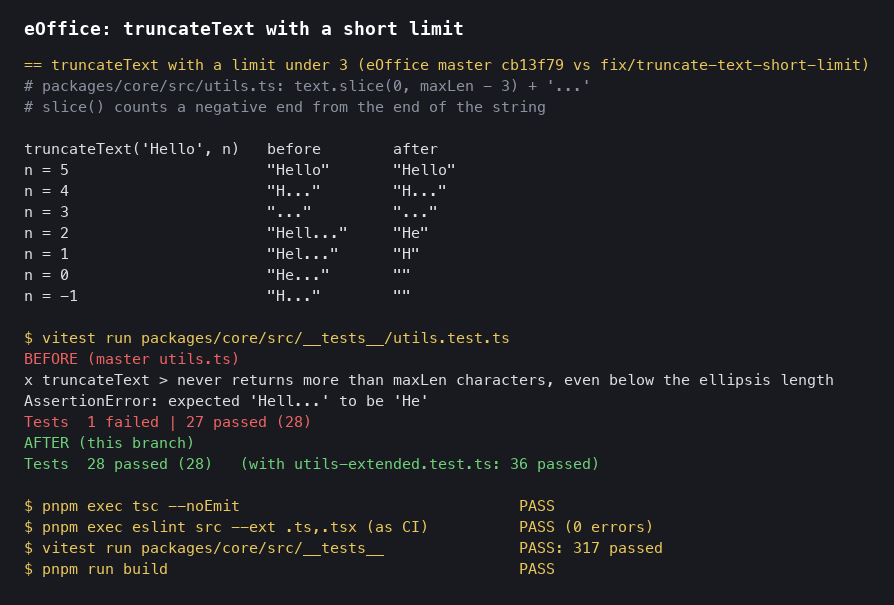 eOffice: truncateText with a short limit
== truncateText with a limit under 3 (eOffice master cb13f79 vs fix/truncate-text-short-limit)
# packages/core/src/utils.ts: text.slice(0, maxLen - 3) + '...'
# slice() counts a negative end from the end of the string
truncateText('Hello', n)   before        after
n = 5                      "Hello"       "Hello"
n = 4                      "H..."        "H..."
n = 3                      "..."         "..."
n = 2                      "Hell..."     "He"
n = 1                      "Hel..."      "H"
n = 0                      "He..."       ""
n = -1                     "H..."        ""
$ vitest run packages/core/src/__tests__/utils.test.ts
BEFORE (master utils.ts)
x truncateText > never returns more than maxLen characters, even below the ellipsis length
AssertionError: expected 'Hell...' to be 'He'
Tests  1 failed | 27 passed (28)
AFTER (this branch)
Tests  28 passed (28)   (with utils-extended.test.ts: 36 passed)
$ pnpm exec tsc --noEmit                               PASS
$ pnpm exec eslint src --ext .ts,.tsx (as CI)          PASS (0 errors)
$ vitest run packages/core/src/__tests__               PASS: 317 passed
$ pnpm run build                                       PASS